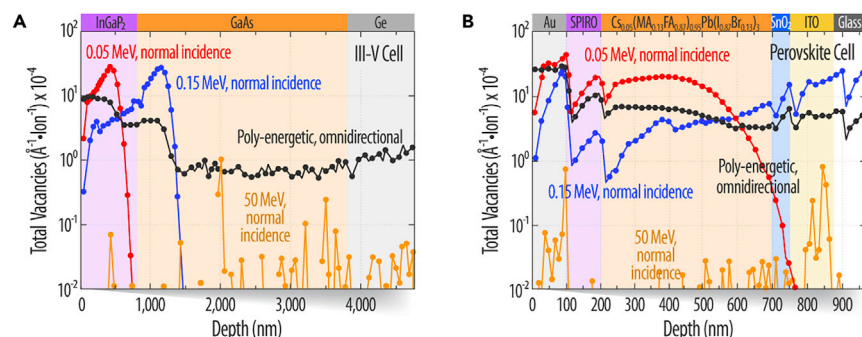 A
InGaP₂ GaAs Ge
10² 10¹ 10⁰ 10⁻¹ 10⁻²
Total Vacancies (Å⁻¹•Ion⁻¹) x 10⁻⁴
0.05 MeV, normal incidence
III–V Cell
0.15 MeV, normal incidence
Poly-energetic, omnidirectional
50 MeV,
normal
incidence
0 1,000 2,000 3,000 4,000
Depth (nm)
B
Au SPIRO Cs₀.₀₅(MA₀.₁₃FA₀.₈₇)₀.₉₅Pb(I₀.₈₇Br₀.₁₃)₃ SnO₂ ITO Glass
10² 10¹ 10⁰ 10⁻¹ 10⁻²
Total Vacancies (Å⁻¹•Ion⁻¹) x 10⁻⁴
0.05 MeV, normal incidence
Perovskite Cell
Poly-energetic,
omnidirectional
0.15 MeV, normal incidence
50 MeV,
normal
incidence
0 100 200 300 400 500 600 700 800 900
Depth (nm)